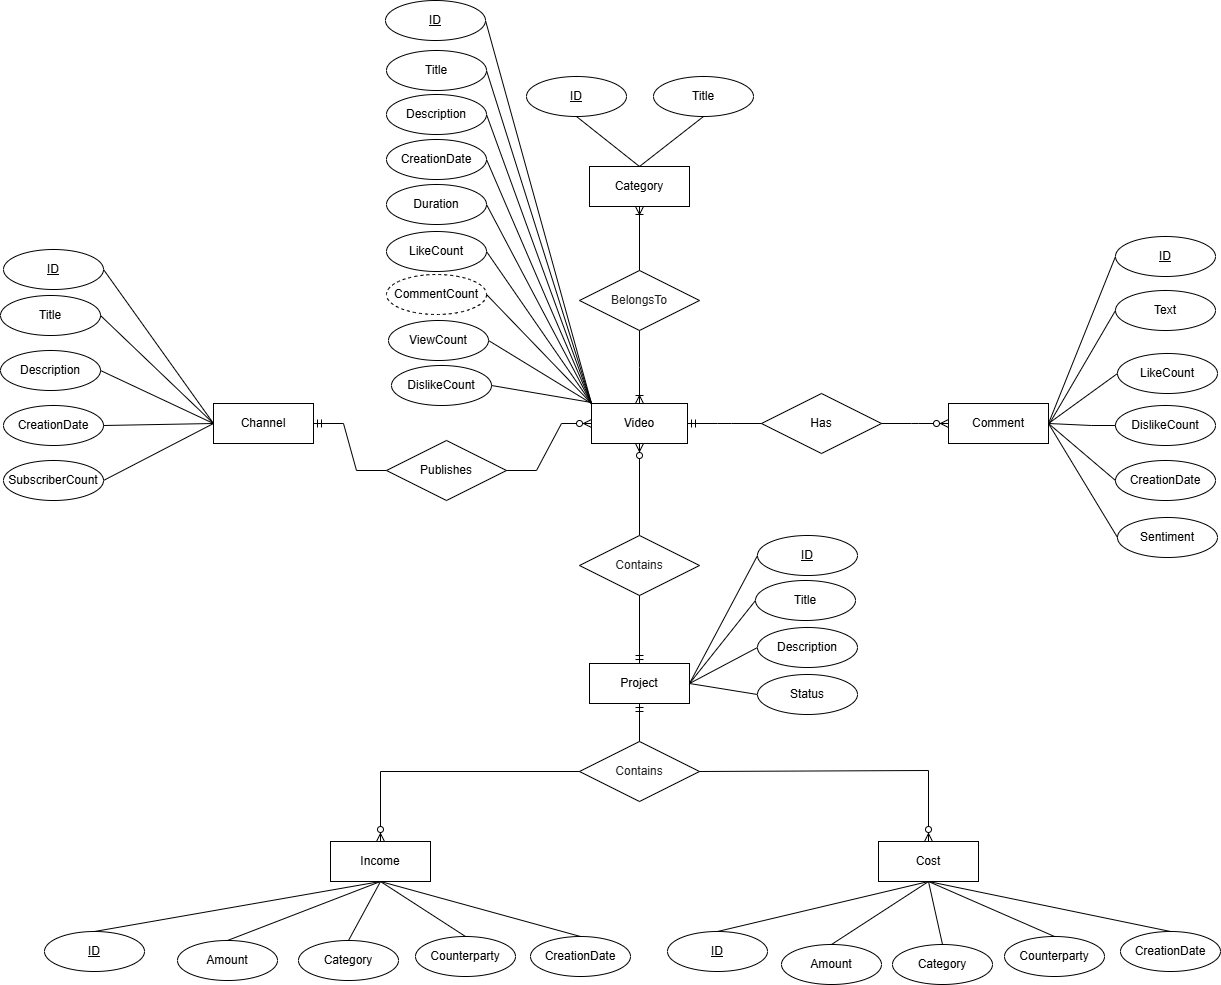 ID
Title
Description
CreationDate
Duration
LikeCount
CommentCount
ViewCount
DislikeCount
ID
Title
Category
BelongsTo
ID
Title
Description
CreationDate
SubscriberCount
Channel
Publishes
Video
Has
Comment
ID
Text
LikeCount
DislikeCount
CreationDate
Sentiment
Contains
ID
Title
Description
Status
Project
Contains
Income
Cost
ID
Amount
Category
Counterparty
CreationDate
ID
Amount
Category
Counterparty
CreationDate